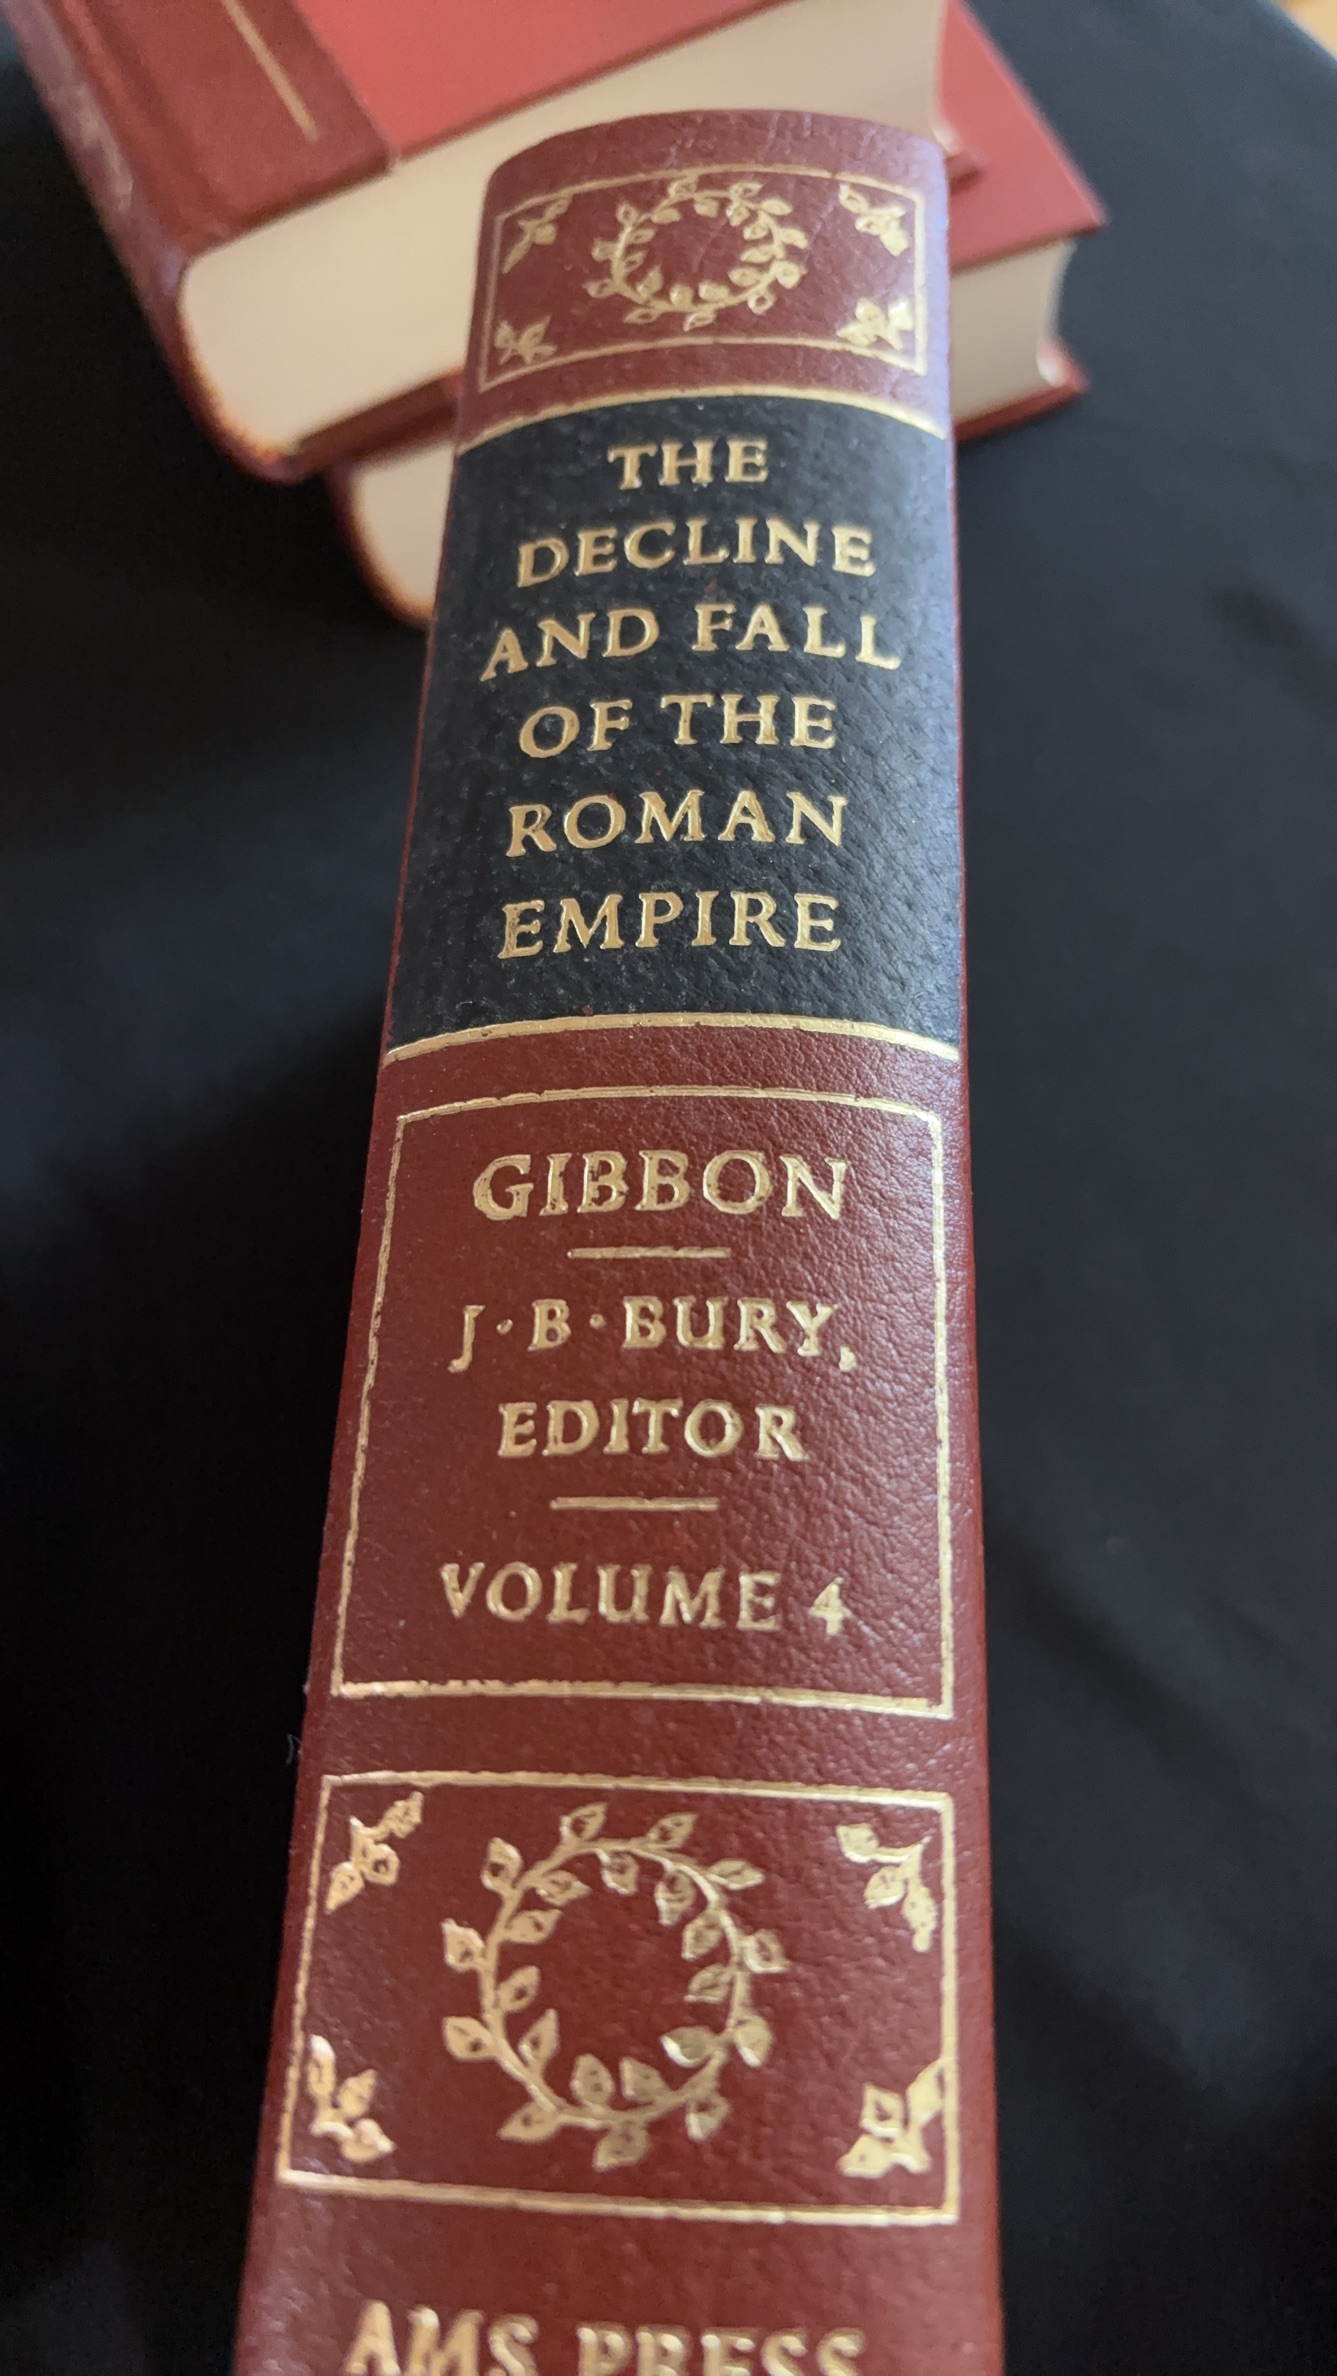 THE
DECLINE
AND FALL
OF THE
ROMAN
EMPIRE
GIBBON
J·B·BURY,
EDITOR
VOLUME 4
AMS PRESS